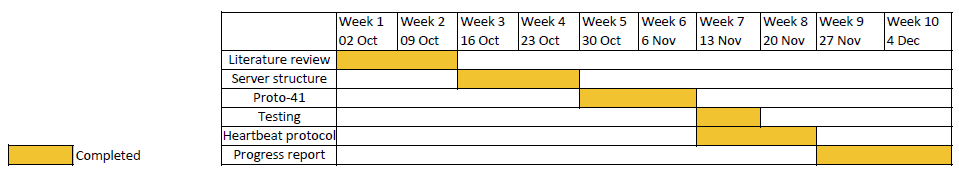 Week 1 Week 2 Week 3 Week 4 Week 5 Week 6 Week 7 Week 8 Week 9 Week 10
02 Oct 09 Oct 16 Oct 23 Oct 30 Oct 6 Nov 13 Nov 20 Nov 27 Nov 4 Dec
Literature review
Server structure
Proto-41
Testing
Heartbeat protocol
Progress report
Completed